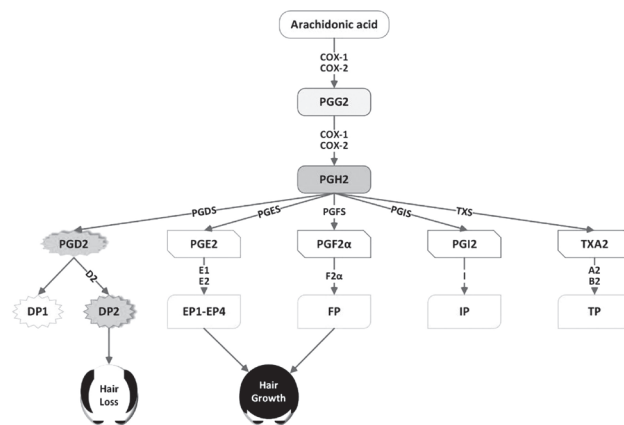 Arachidonic acid
COX-1
COX-2
PGG2
COX-1
COX-2
PGH2
PGDS
PGES
PGFS
PGIS
TXS
PGD2
PGE2
PGF2α
PGI2
TXA2
D2
E1
E2
F2α
I
A2
B2
DP1
DP2
EP1-EP4
FP
IP
TP
Hair
Loss
Hair
Growth